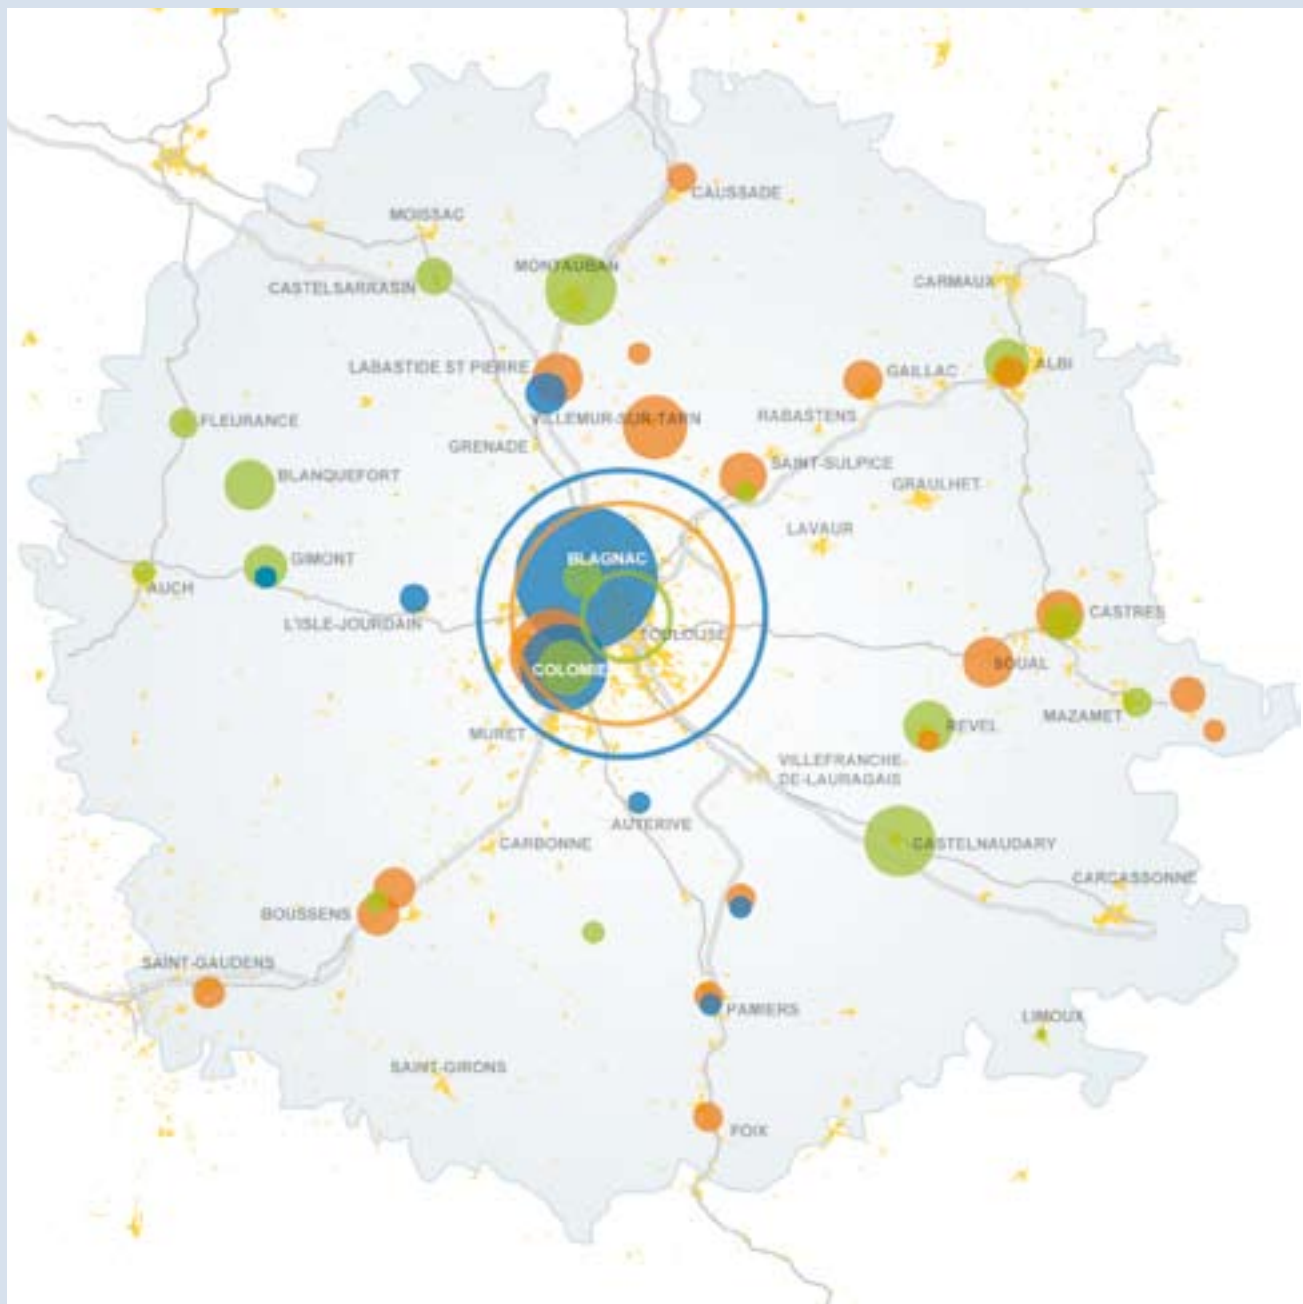 CAUSSADE
MOISSAC
MONTAUBAN
CASTELSARRASIN
CARMAUX
LABASTIDE ST PIERRE
GAILLAC
ALBI
FLEURANCE
VILLEMUR-SUR-TARN
RABASTENS
GRENADE
BLANQUEFORT
SAINT-SULPICE
GRAULHET
LAVAUR
GIMONT
BLAGNAC
AUCH
L'ISLE-JOURDAIN
TOULOUSE
CASTRES
COLOMIE
SOUAL
MAZAMET
MURET
REVEL
VILLEFRANCHE-
DE-LAURAGAIS
AUTERIVE
CARBONNE
CASTELNAUDARY
CARCASSONNE
BOUSSENS
SAINT-GAUDENS
PAMIERS
LIMOUX
SAINT-GIRONS
FOIX